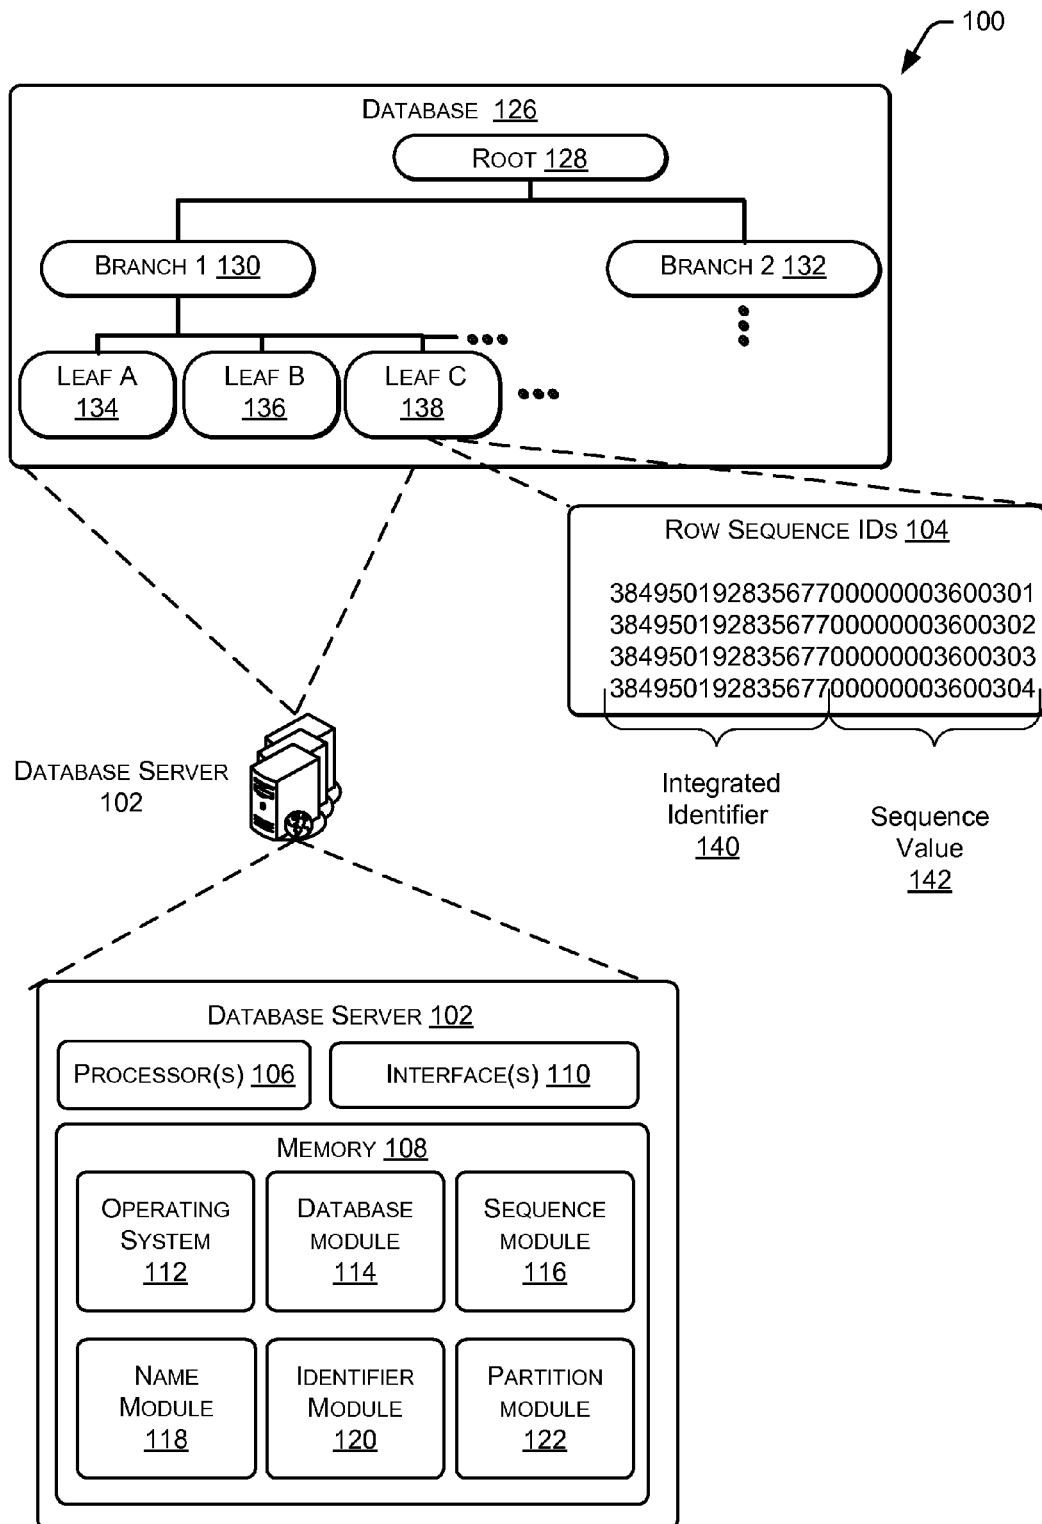 100
DATABASE 126
ROOT 128
BRANCH 1 130
BRANCH 2 132
LEAF A
134
LEAF B
136
LEAF C
138
ROW SEQUENCE IDS 104
384950192835677000000003600301
384950192835677000000003600302
384950192835677000000003600303
384950192835677000000003600304
Integrated
Identifier
140
Sequence
Value
142
DATABASE SERVER
102
DATABASE SERVER 102
PROCESSOR(S) 106
INTERFACE(S) 110
MEMORY 108
OPERATING
SYSTEM
112
DATABASE
MODULE
114
SEQUENCE
MODULE
116
NAME
MODULE
118
IDENTIFIER
MODULE
120
PARTITION
MODULE
122